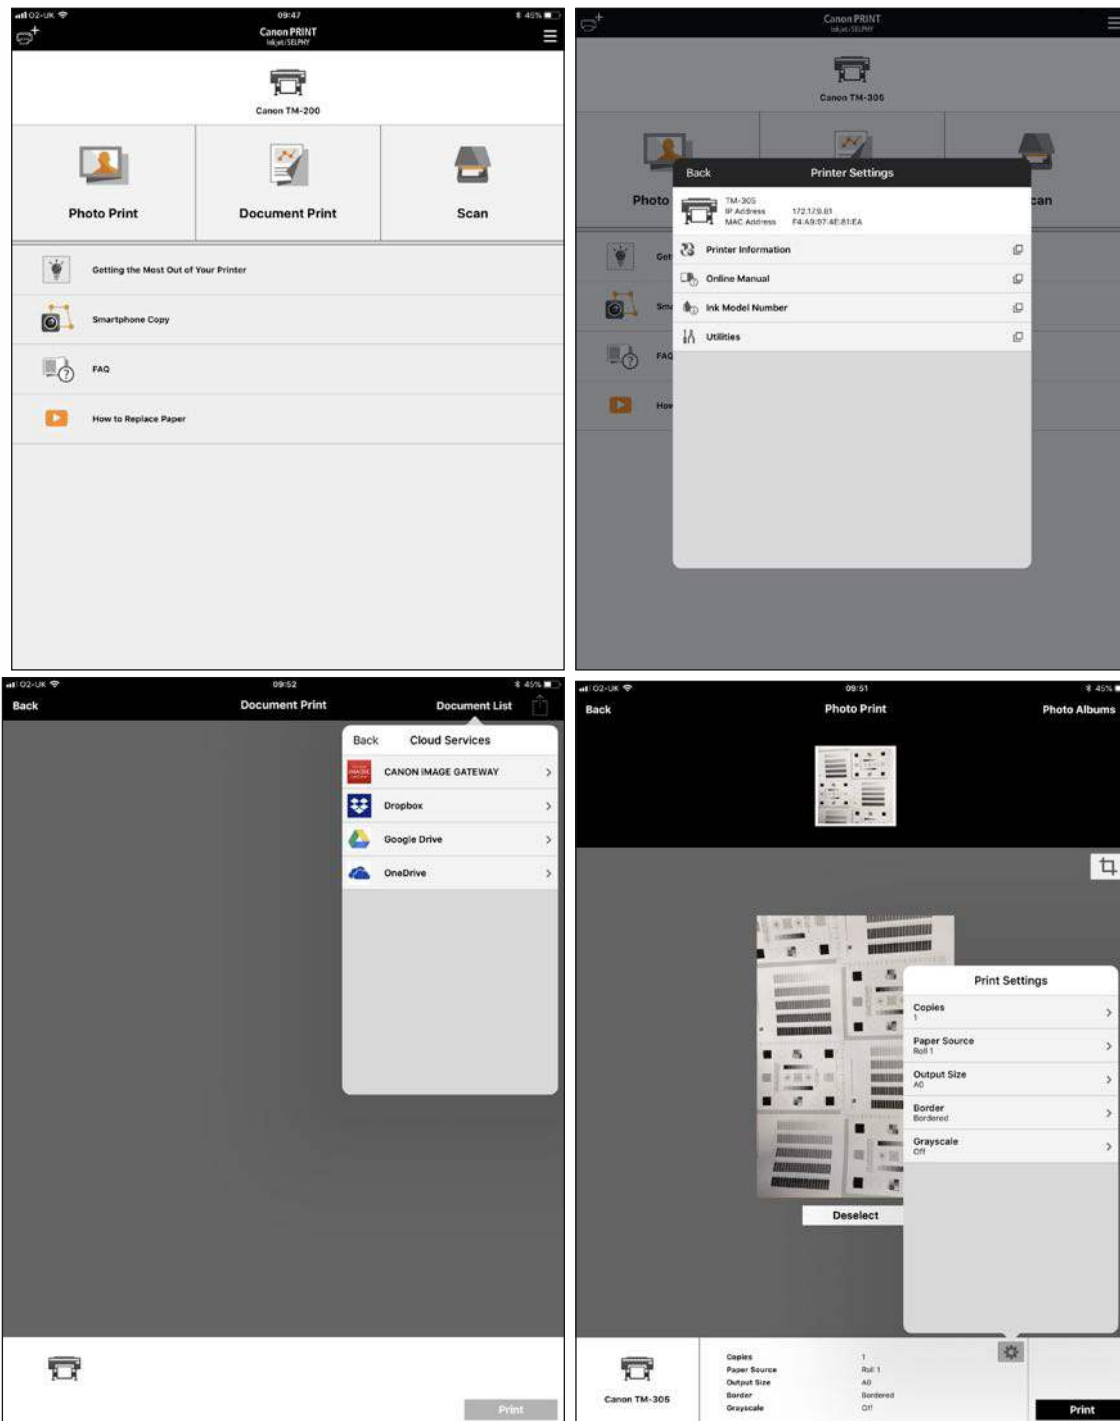 O2-UK 09:47 45%
Canon PRINT
Inkjet/SELPHY
Canon TM-200
Photo Print Document Print Scan
Getting the Most Out of Your Printer
Smartphone Copy
FAQ
How to Replace Paper
Canon PRINT
Inkjet/SELPHY
Canon TM-305
Back Printer Settings
TM-305
IP Address 172.17.9.81
MAC Address F4:A9:07:4E:81:EA
Printer Information
Online Manual
Ink Model Number
Utilities
Photo
can
Get
Sma
FAQ
How
O2-UK 09:52 45%
Back Document Print Document List
Back Cloud Services
CANON iMAGE GATEWAY
Dropbox
Google Drive
OneDrive
Print
O2-UK 09:51 45%
Back Photo Print Photo Albums
Print Settings
Copies
1
Paper Source
Roll 1
Output Size
A0
Border
Bordered
Grayscale
Off
Deselect
Canon TM-305
Copies 1
Paper Source Roll 1
Output Size A0
Border Bordered
Grayscale Off
Print